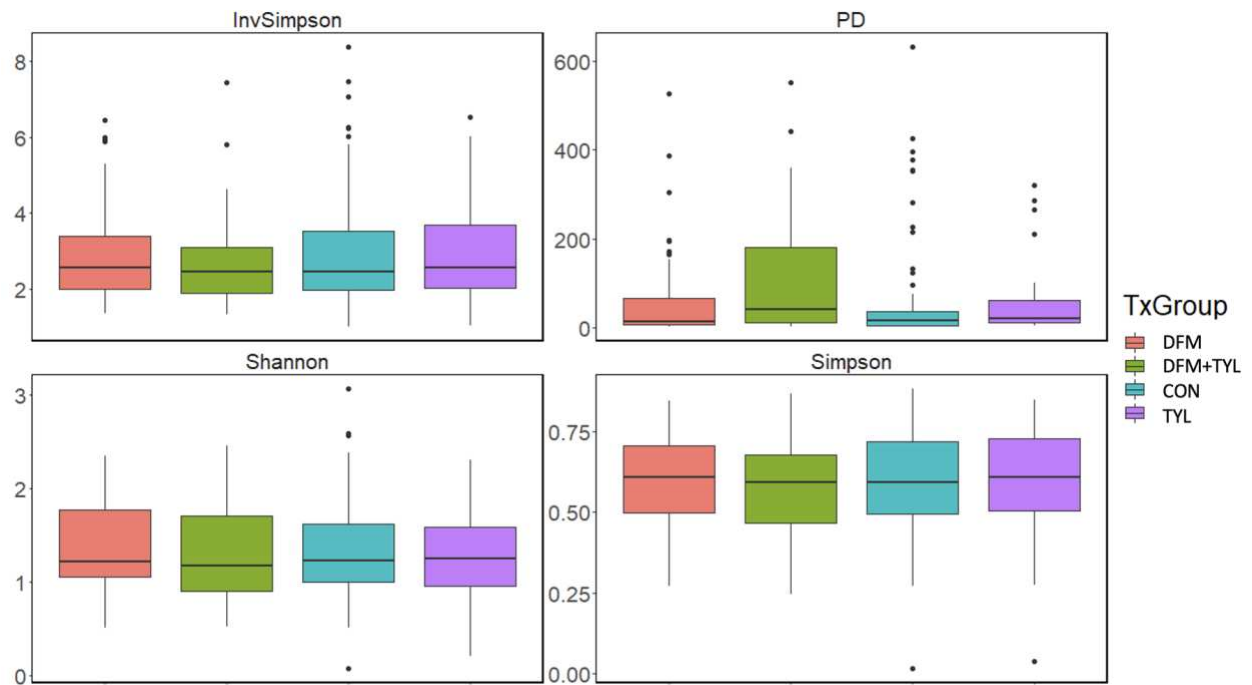 InvSimpson
8
6
4
2
PD
600
400
200
0
Shannon
3
2
1
0
Simpson
0.75
0.50
0.25
0.00
TxGroup
DFM
DFM+TYL
CON
TYL